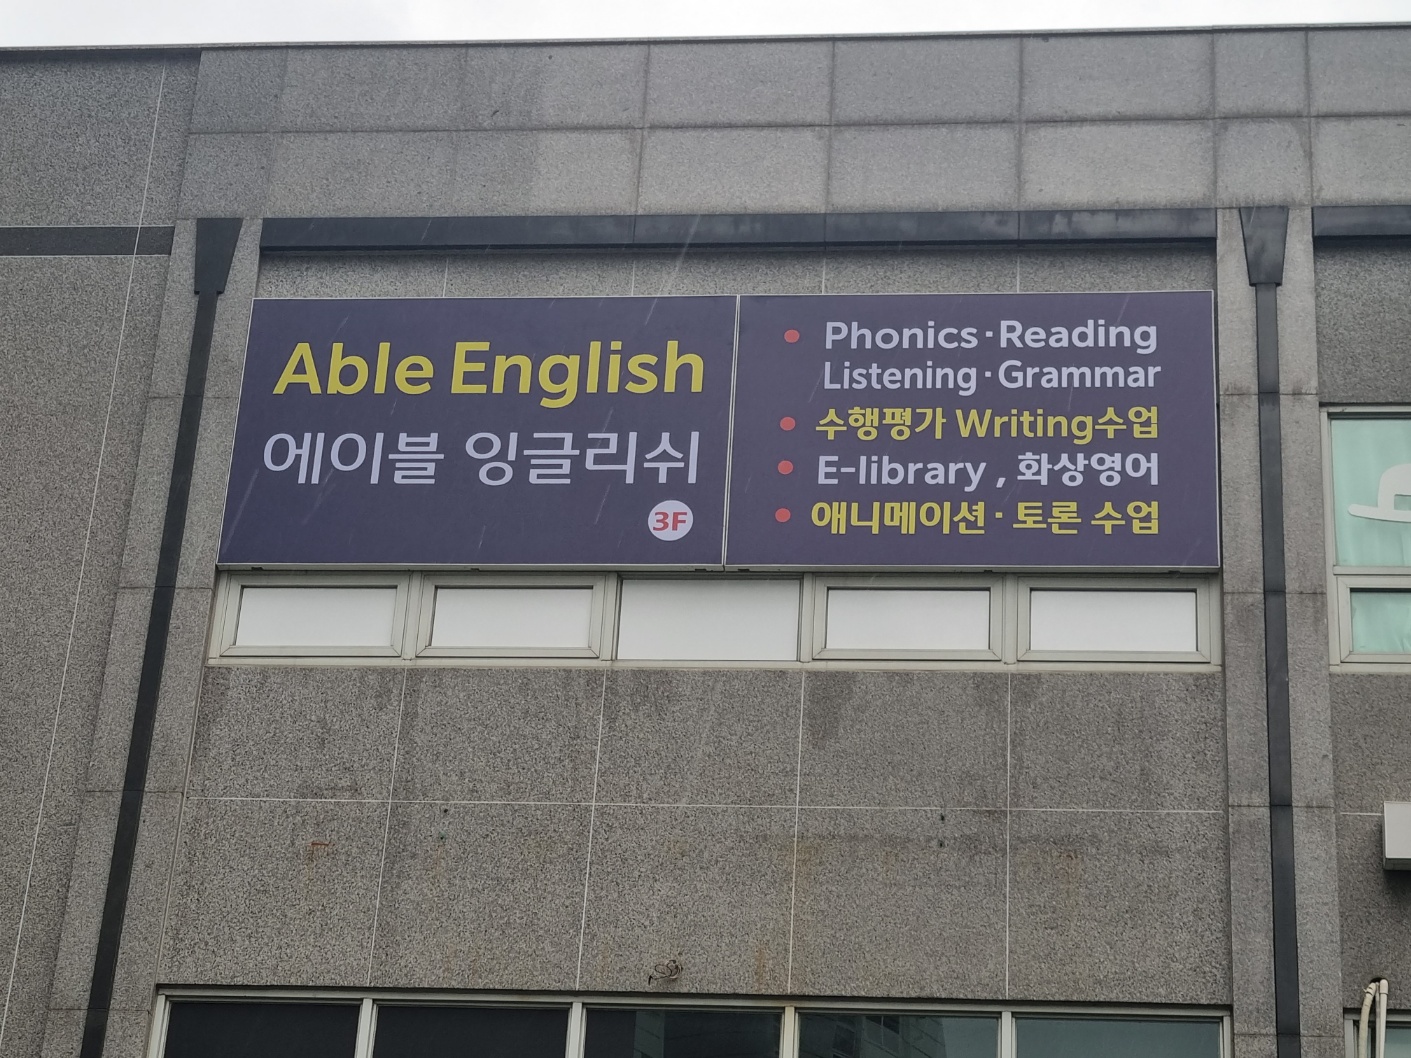 Able English
에이블 잉글리쉬
3F
• Phonics·Reading
Listening·Grammar
• 수행평가 Writing수업
• E-library , 화상영어
• 애니메이션· 토론 수업